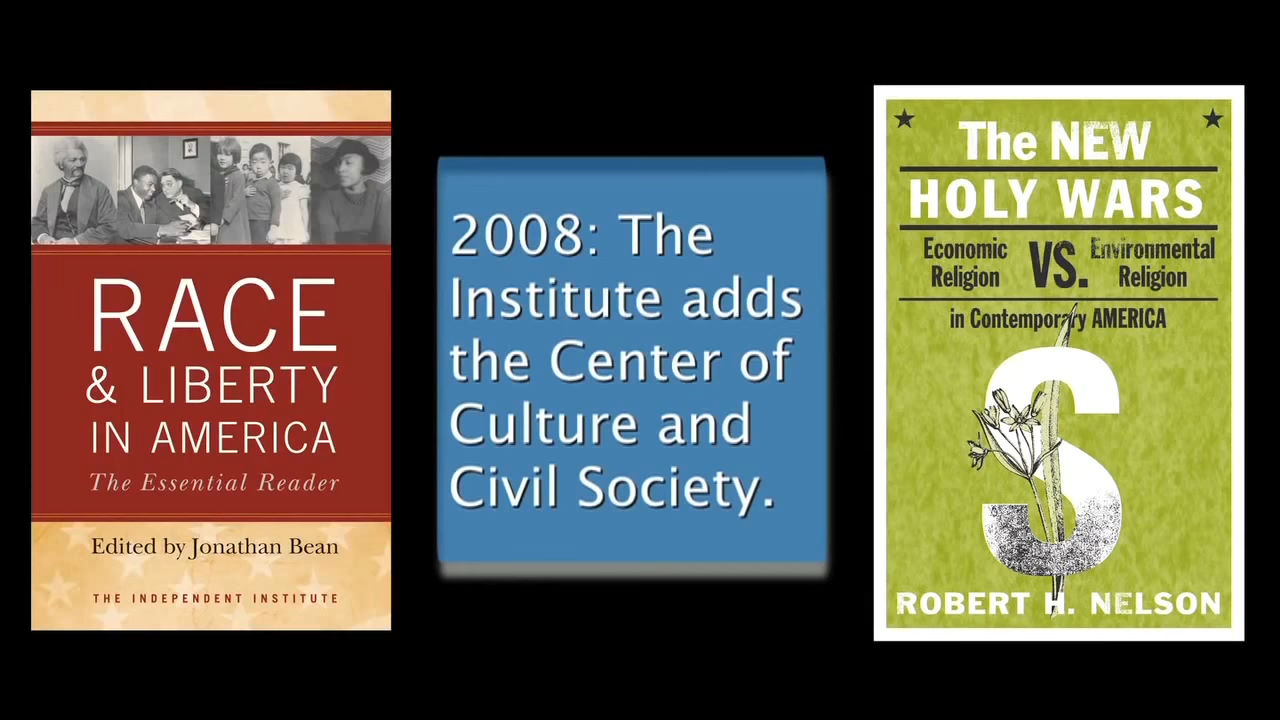 RACE
& LIBERTY
IN AMERICA
The Essential Reader
Edited by Jonathan Bean
THE INDEPENDENT INSTITUTE
2008: The
Institute adds
the Center of
Culture and
Civil Society.
The NEW
HOLY WARS
Economic
Religion
VS.
Environmental
Religion
in Contemporary AMERICA
ROBERT H. NELSON